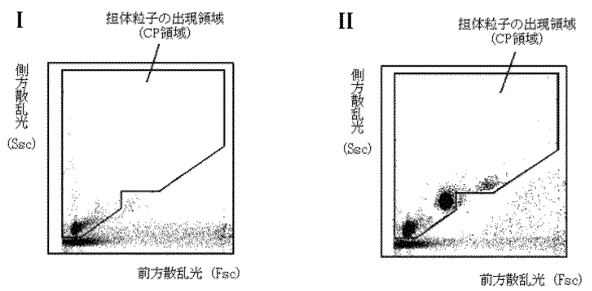 I
担体粒子の出現領域
(CP領域)
側方散乱光
(Ssc)
前方散乱光 (Fsc)
II
担体粒子の出現領域
(CP領域)
側方散乱光
(Ssc)
前方散乱光 (Fsc)